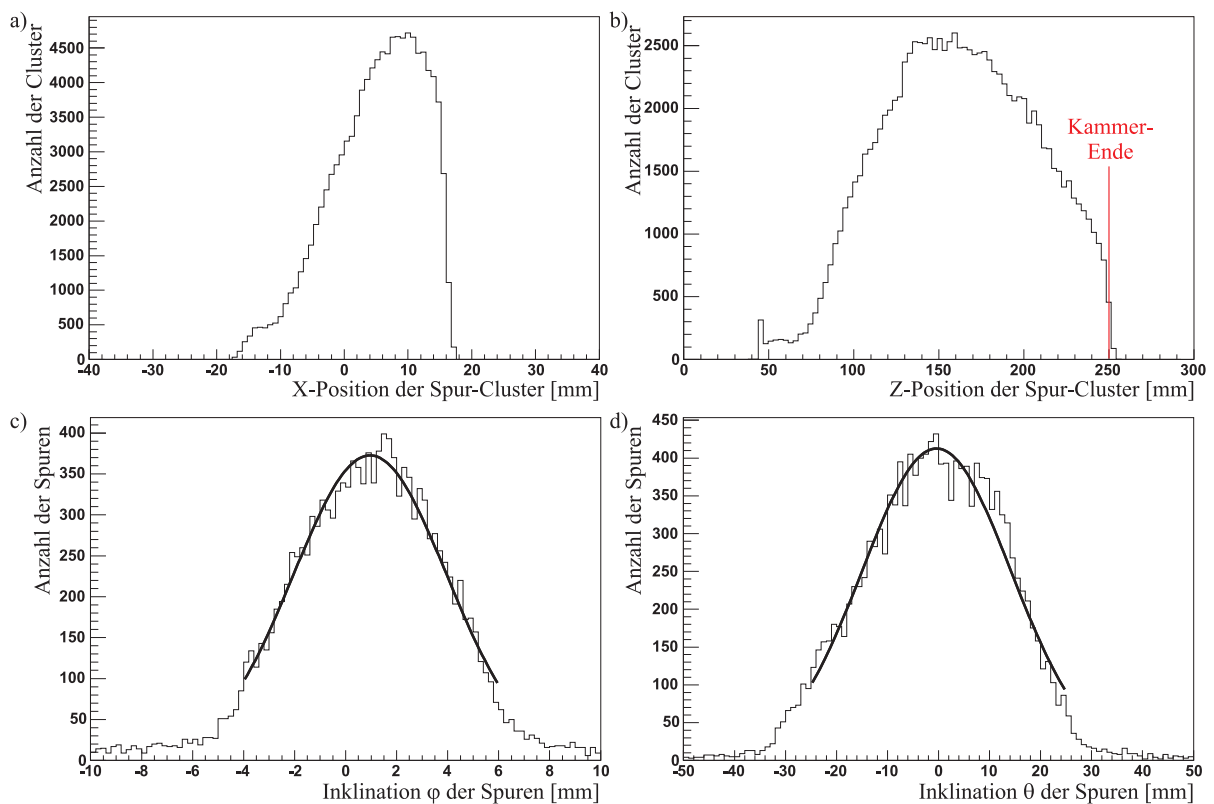 a)
Anzahl der Cluster
4500
4000
3500
3000
2500
2000
1500
1000
500
0
-40 -30 -20 -10 0 10 20 30 40
X-Position der Spur-Cluster [mm]
b)
Anzahl der Cluster
2500
2000
1500
1000
500
0
0 50 100 150 200 250 300
Z-Position der Spur-Cluster [mm]
Kammer-
Ende
c)
Anzahl der Spuren
400
350
300
250
200
150
100
50
0
-10 -8 -6 -4 -2 0 2 4 6 8 10
Inklination φ der Spuren [mm]
d)
Anzahl der Spuren
450
400
350
300
250
200
150
100
50
0
-50 -40 -30 -20 -10 0 10 20 30 40 50
Inklination θ der Spuren [mm]